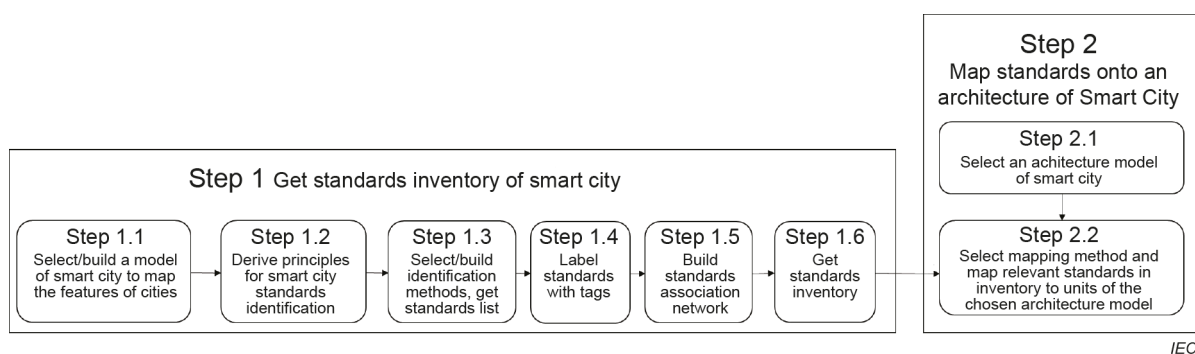 Step 1 Get standards inventory of smart city
Step 1.1
Select/build a model
of smart city to map
the features of cities
Step 1.2
Derive principles
for smart city
standards
identification
Step 1.3
Select/build
identification
methods, get
standards list
Step 1.4
Label
standards
with tags
Step 1.5
Build
standards
association
network
Step 1.6
Get
standards
inventory
Step 2
Map standards onto an
architecture of Smart City
Step 2.1
Select an achitecture model
of smart city
Step 2.2
Select mapping method and
map relevant standards in
inventory to units of the
chosen architecture model
IEC